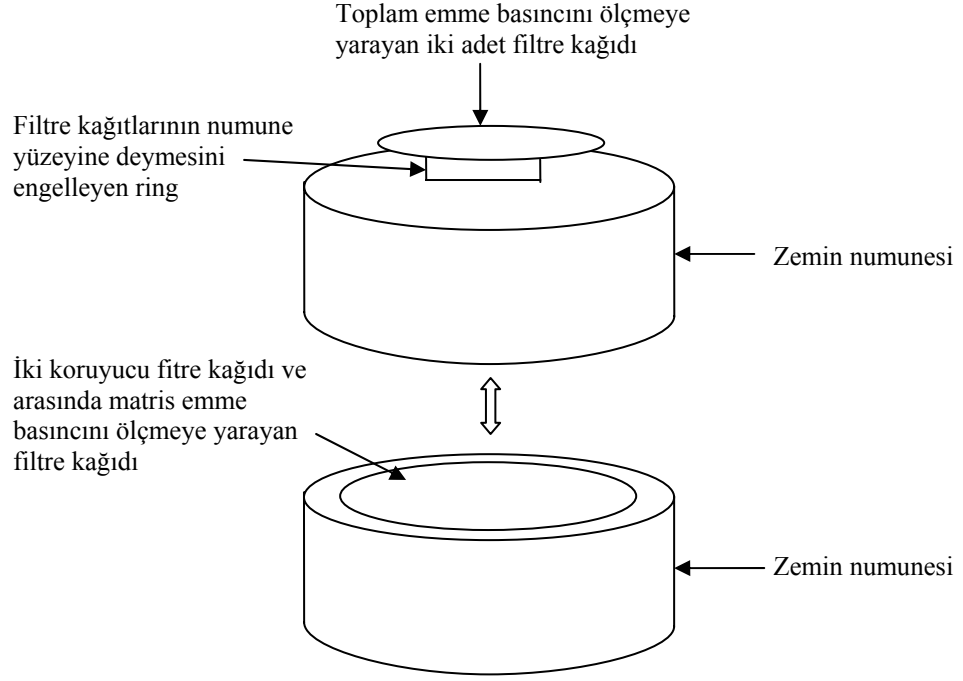 Toplam emme basıncını ölçmeye
yarayan iki adet filtre kağıdı
Filtre kağıtlarının numune
yüzeyine deymesini
engelleyen ring
Zemin numunesi
İki koruyucu fitre kağıdı ve
arasında matris emme
basıncını ölçmeye yarayan
filtre kağıdı
Zemin numunesi